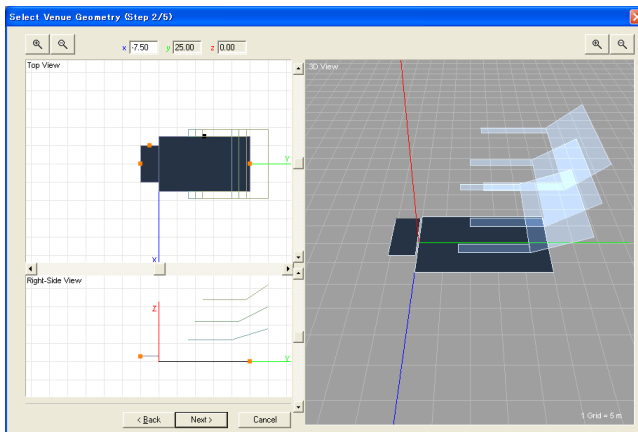 Select Venue Geometry (Step 2/5)
x -7.50 y 25.00 z 0.00
Top View
3D View
Y
X
Right-Side View
Z
Y
1 Grid = 5 m
< Back Next > Cancel